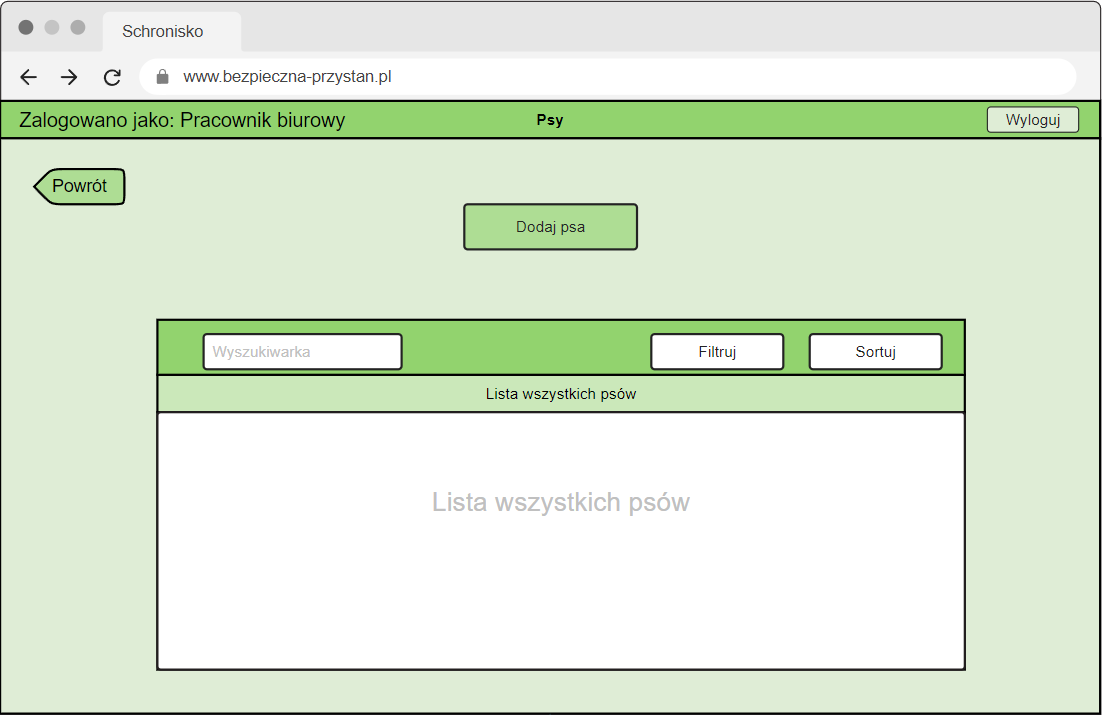 Schronisko
www.bezpieczna-przystan.pl
Zalogowano jako: Pracownik biurowy
Psy
Wyloguj
Powrót
Dodaj psa
Wyszukiwarka
Filtruj
Sortuj
Lista wszystkich psów
Lista wszystkich psów